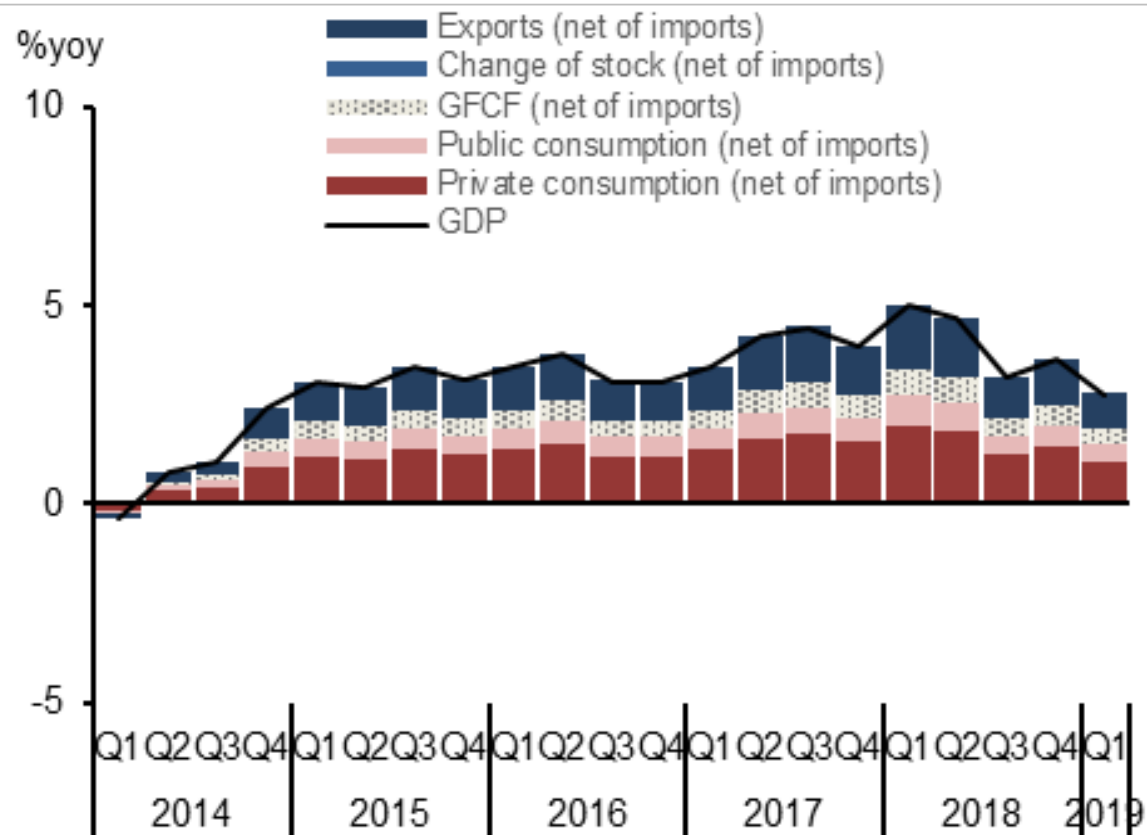 %yoy
Exports (net of imports)
Change of stock (net of imports)
GFCF (net of imports)
Public consumption (net of imports)
Private consumption (net of imports)
GDP
10
5
0
-5
Q1 Q2 Q3 Q4 Q1 Q2 Q3 Q4 Q1 Q2 Q3 Q4 Q1 Q2 Q3 Q4 Q1 Q2 Q3 Q4 Q1
2014 2015 2016 2017 2018 2019